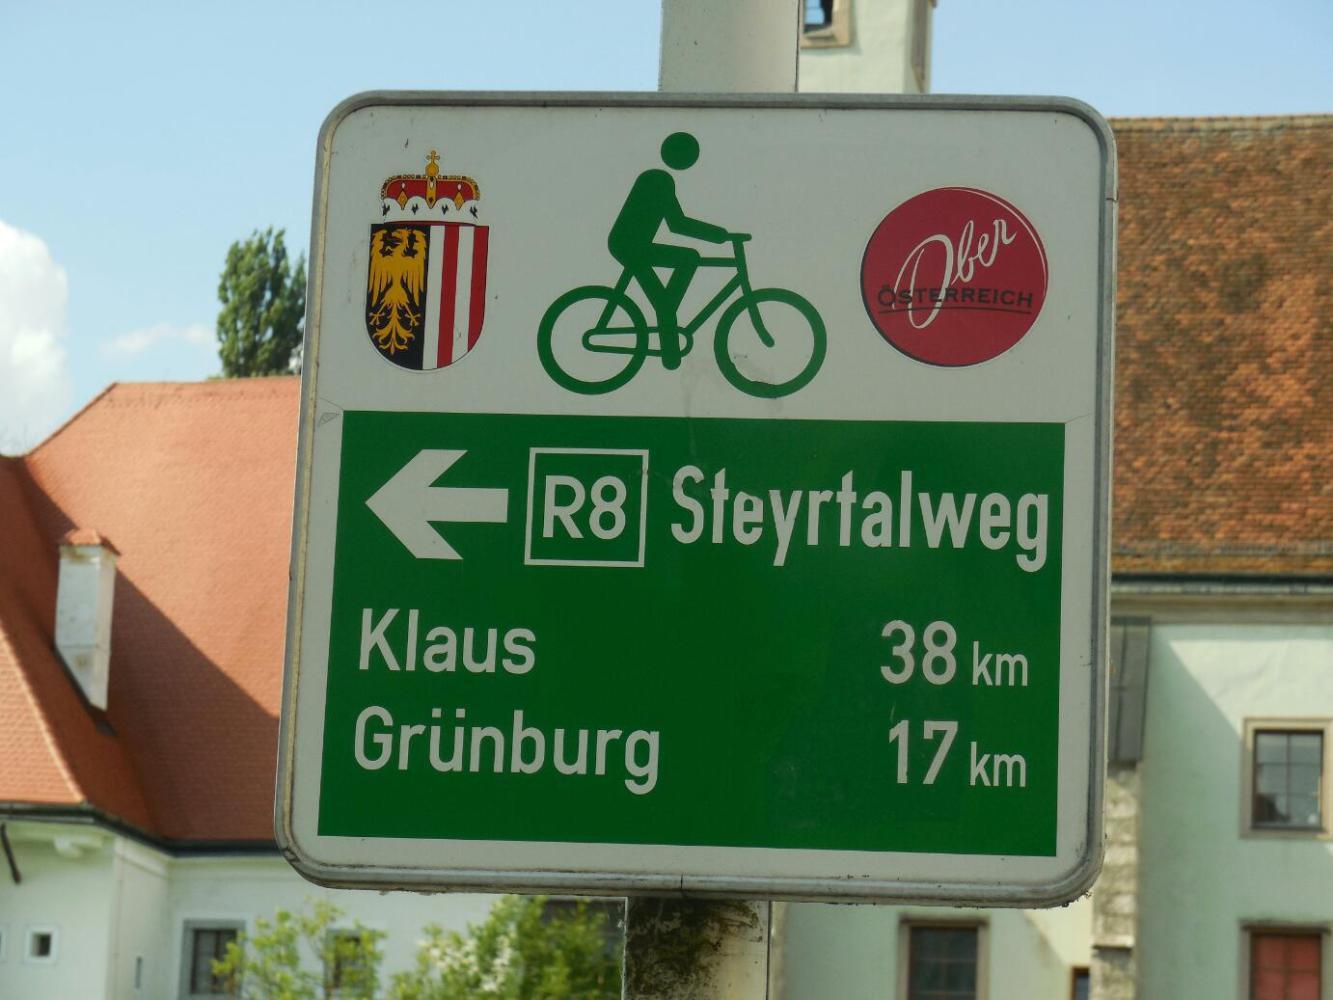 Ober
ÖSTERREICH
R8 Steyrtalweg
Klaus 38 km
Grünburg 17 km